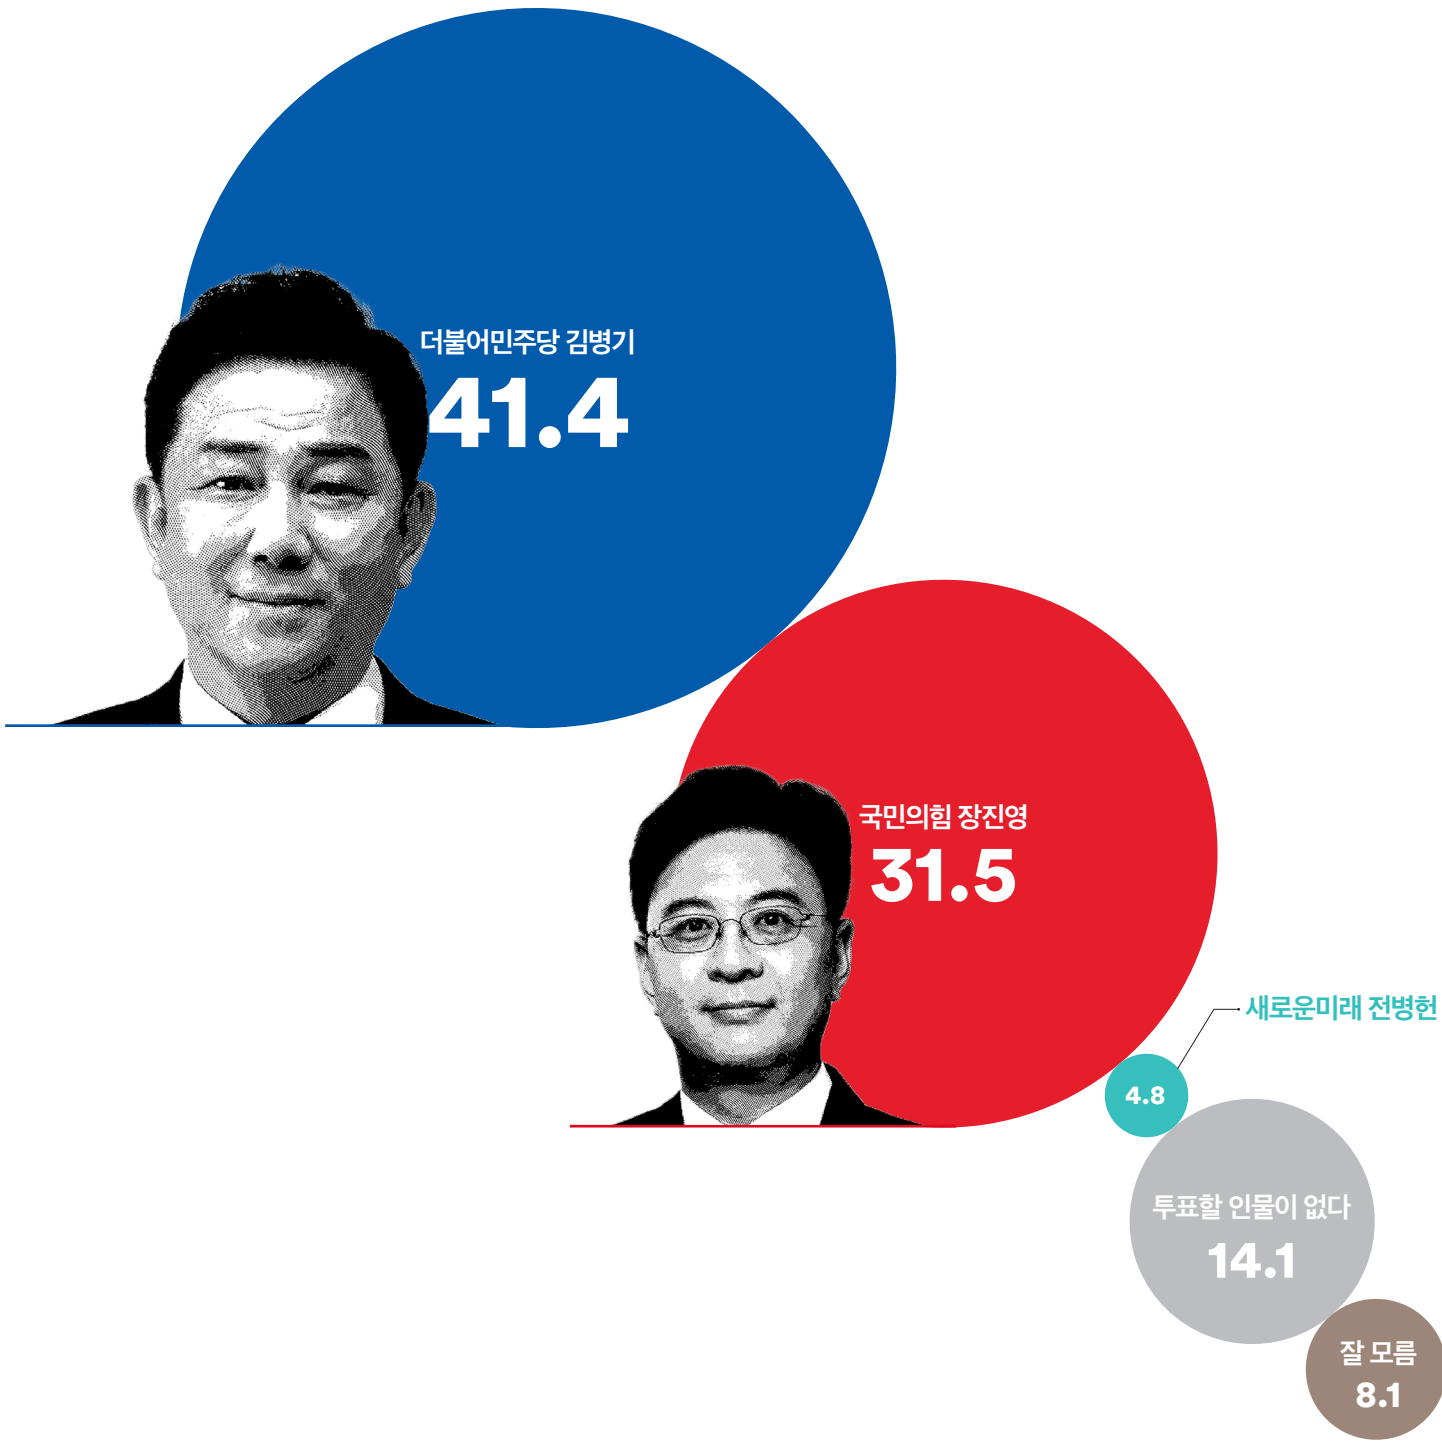 더불어민주당 김병기
41.4
국민의힘 장진영
31.5
새로운미래 전병헌
4.8
투표할 인물이 없다
14.1
잘 모름
8.1